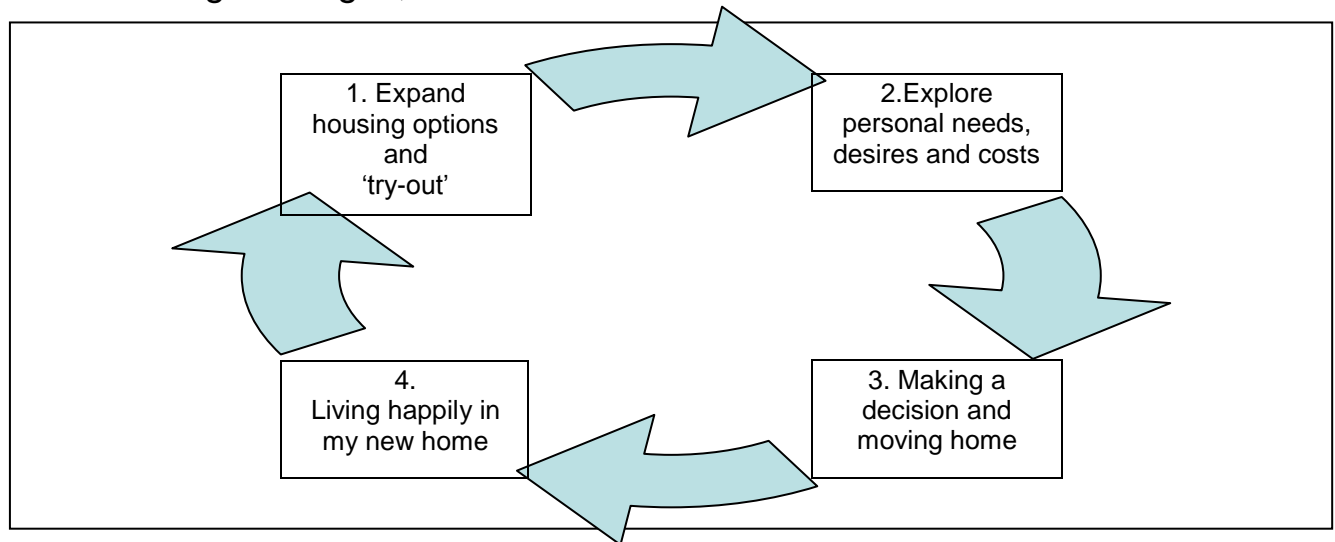 1. Expand
housing options
and
‘try-out’
2.Explore
personal needs,
desires and costs
3. Making a
decision and
moving home
4.
Living happily in
my new home